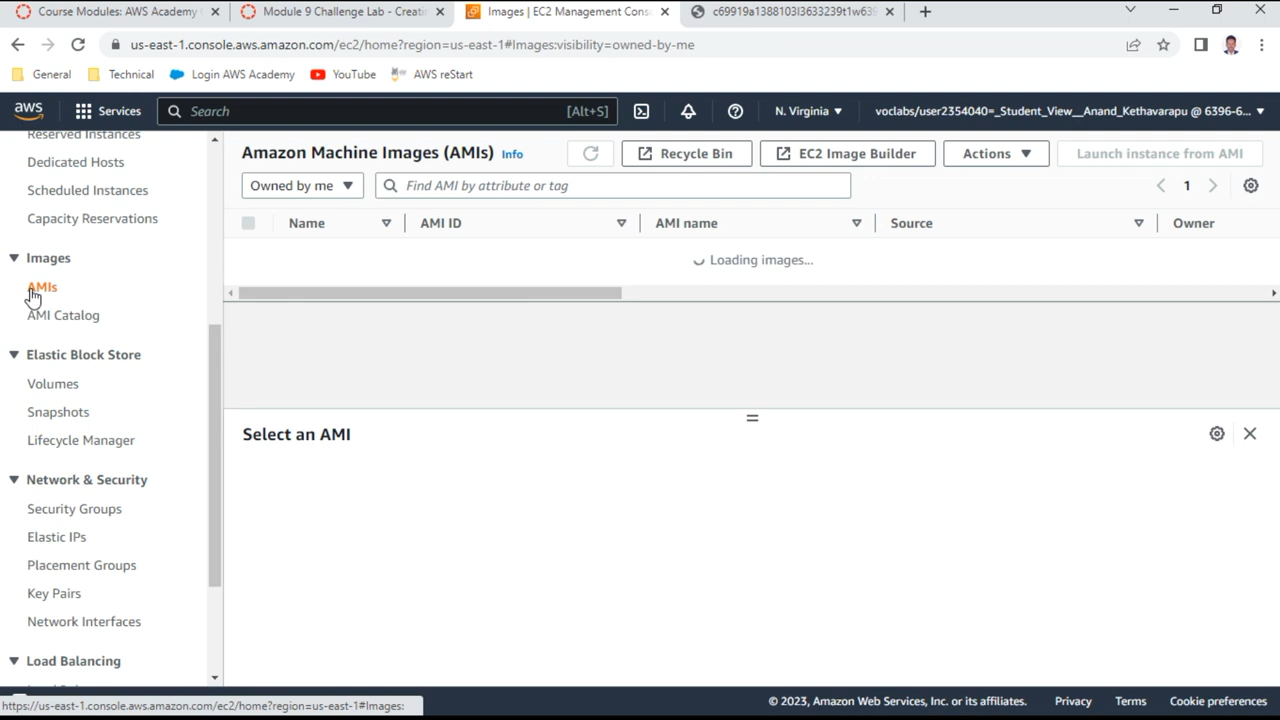 Course Modules: AWS Academy
Module 9 Challenge Lab - Creatin
Images | EC2 Management Conso
c69919a1388103l3633239t1w639
us-east-1.console.aws.amazon.com/ec2/home?region=us-east-1#Images:visibility=owned-by-me
General
Technical
Login AWS Academy
YouTube
AWS reStart
aws
Services
Search
[Alt+S]
N. Virginia
voclabs/user2354040=_Student_View__Anand_Kethavarapu @ 6396-6...
Reserved Instances
Dedicated Hosts
Scheduled Instances
Capacity Reservations
Images
AMIs
AMI Catalog
Elastic Block Store
Volumes
Snapshots
Lifecycle Manager
Network & Security
Security Groups
Elastic IPs
Placement Groups
Key Pairs
Network Interfaces
Load Balancing
Amazon Machine Images (AMIs) Info
Recycle Bin
EC2 Image Builder
Actions
Launch instance from AMI
Owned by me
Find AMI by attribute or tag
1
Name
AMI ID
AMI name
Source
Owner
Loading images...
Select an AMI
https://us-east-1.console.aws.amazon.com/ec2/home?region=us-east-1#Images:
© 2023, Amazon Web Services, Inc. or its affiliates.
Privacy
Terms
Cookie preferences